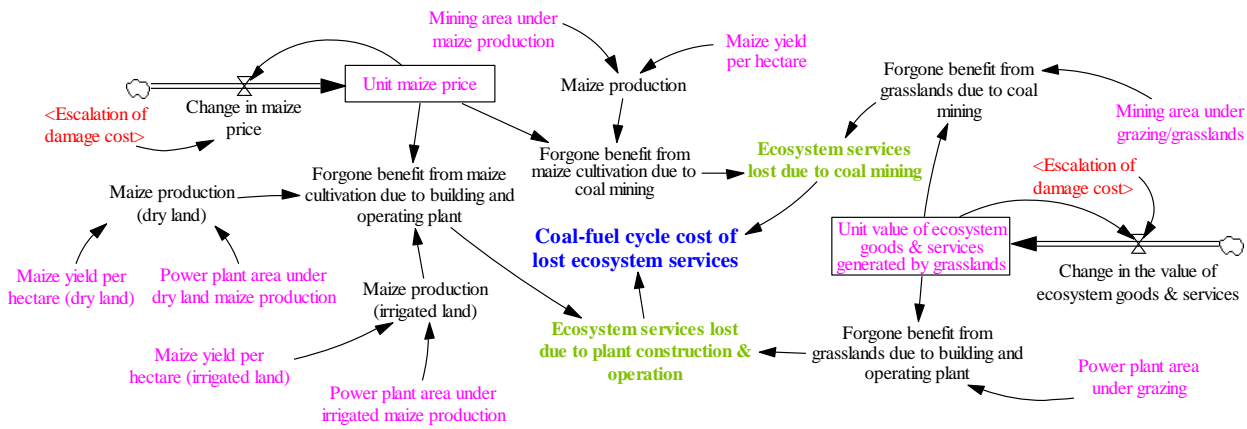 Mining area under
maize production
Maize yield
per hectare
Unit maize price
Change in maize
price
<Escalation of
damage cost>
Maize production
Forgone benefit from
grasslands due to coal
mining
Mining area under
grazing/grasslands
Forgone benefit from
maize cultivation due to
coal mining
Ecosystem services
lost due to coal mining
<Escalation of
damage cost>
Maize production
(dry land)
Forgone benefit from maize
cultivation due to building and
operating plant
Coal-fuel cycle cost of
lost ecosystem services
Unit value of ecosystem
goods & services
generated by grasslands
Change in the value of
ecosystem goods & services
Maize yield per
hectare (dry land)
Power plant area under
dry land maize production
Maize production
(irrigated land)
Ecosystem services lost
due to plant construction &
operation
Forgone benefit from
grasslands due to building and
operating plant
Maize yield per
hectare (irrigated land)
Power plant area under
irrigated maize production
Power plant area
under grazing